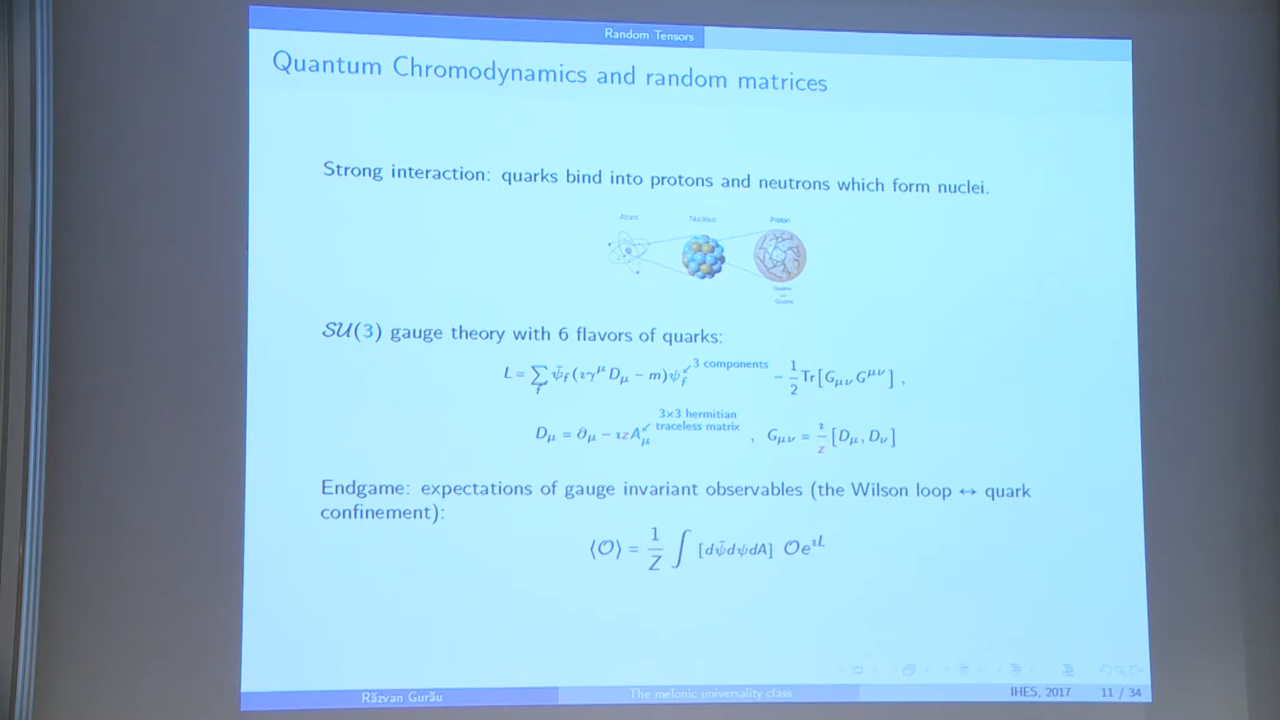 Random Tensors
Quantum Chromodynamics and random matrices
Strong interaction: quarks bind into protons and neutrons which form nuclei.
Atom Nucleus Proton
Quarks
and
Gluons
SU(3) gauge theory with 6 flavors of quarks:
L = ∑_f ψ̄_f (ıγ^μ D_μ − m)ψ_f ↙ 3 components − 1/2 Tr[G_μν G^μν] ,
D_μ = ∂_μ − ızA_μ ↙ 3×3 hermitian traceless matrix , G_μν = ı/z [D_μ, D_ν]
Endgame: expectations of gauge invariant observables (the Wilson loop ↔ quark
confinement):
⟨O⟩ = 1/Z ∫ [dψ̄dψdA] Oe^{ıL}
Răzvan Gurău The melonic universality class IHES, 2017 11 / 34